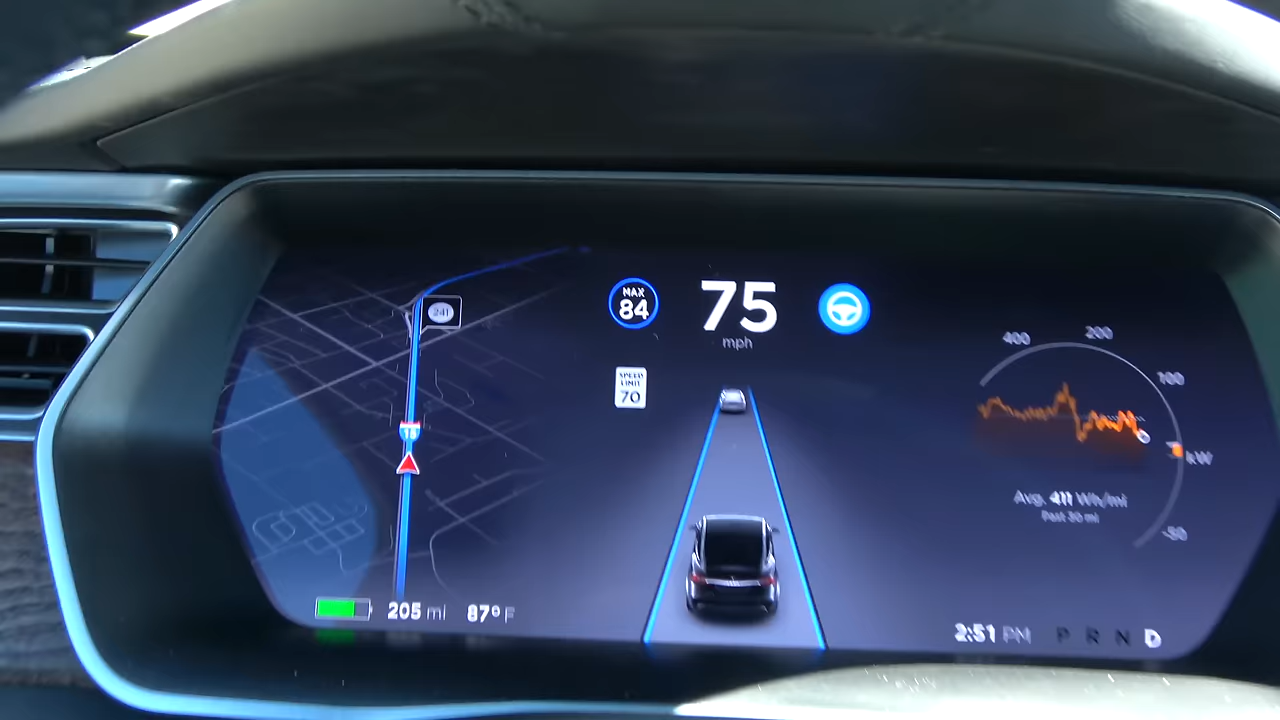 241
15
MAX
84
75
mph
SPEED
LIMIT
70
400
200
100
kW
-50
Avg. 411 Wh/mi
Past 30 mi
205 mi
87° F
2:51 PM
P R N D